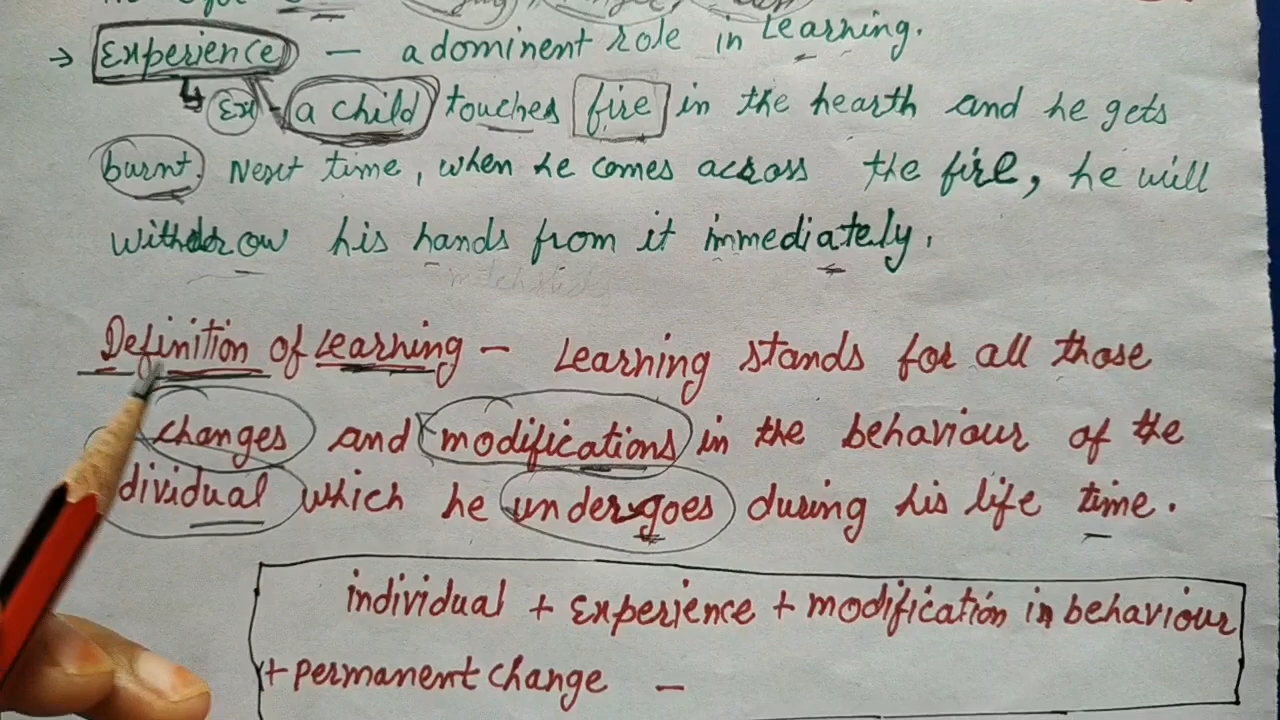 → Experience — a dominent role in Learning.
Ex - a child touches fire in the hearth and he gets
burnt. Next time, when he comes across the fire, he will
withdrow his hands from it immediately.
Definition of Learning - Learning stands for all those
changes and modifications in the behaviour of the
dividual which he undergoes during his life time.
individual + Experience + modification in behaviour
+ permanent change -